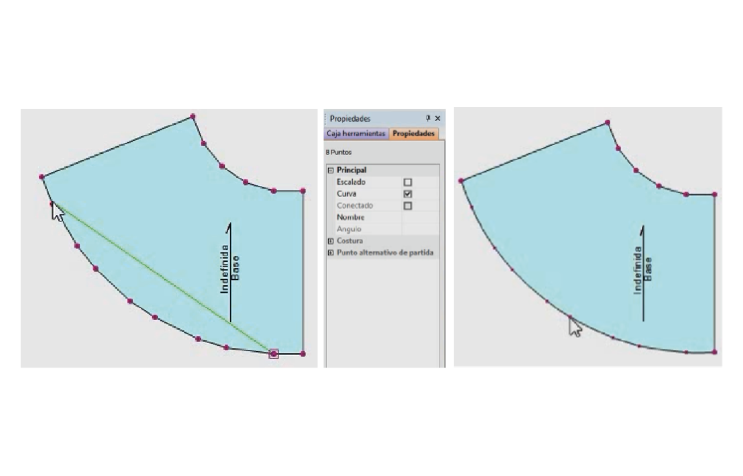 Propiedades
Caja herramientas Propiedades
9 Puntos
Principal
Escalado
Curva
Conectado
Nombre
Angulo
Costura
Punto alternativo de partida
Indefinida
Base
Indefinida
Base